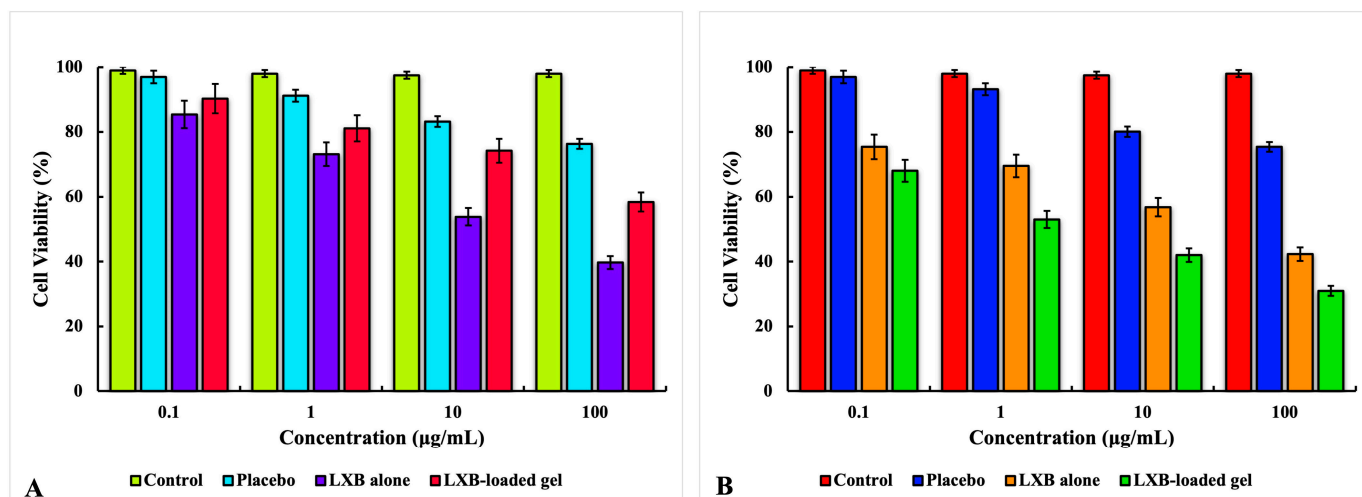 100
80
60
40
20
0
Cell Viability (%)
0.1 1 10 100
Concentration (μg/mL)
A
Control Placebo LXB alone LXB-loaded gel
100
80
60
40
20
0
Cell Viability (%)
0.1 1 10 100
Concentration (μg/mL)
B
Control Placebo LXB alone LXB-loaded gel